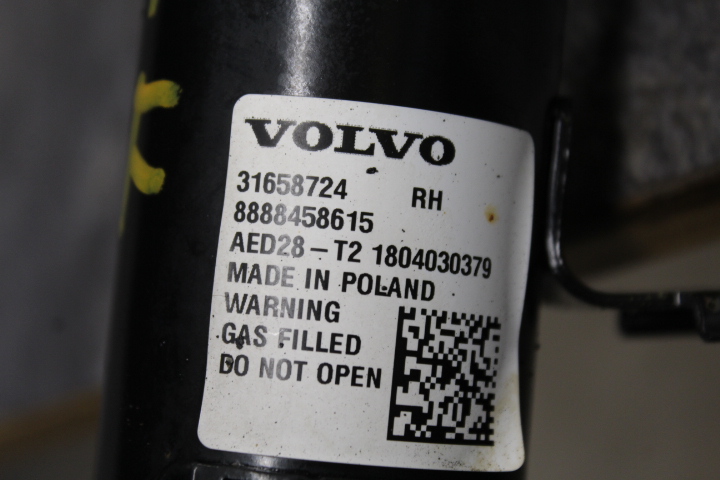 VOLVO
31658724 RH
8888458615
AED28-T2 1804030379
MADE IN POLAND
WARNING
GAS FILLED
DO NOT OPEN